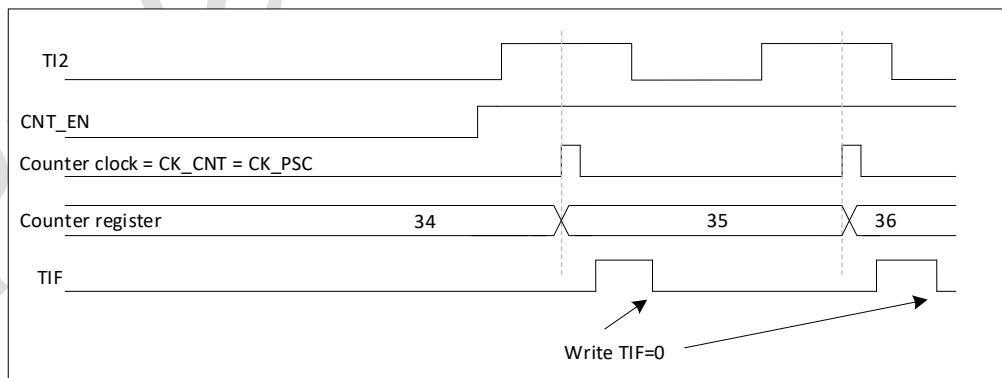 TI2
CNT_EN
Counter clock = CK_CNT = CK_PSC
Counter register 34 35 36
TIF
Write TIF=0